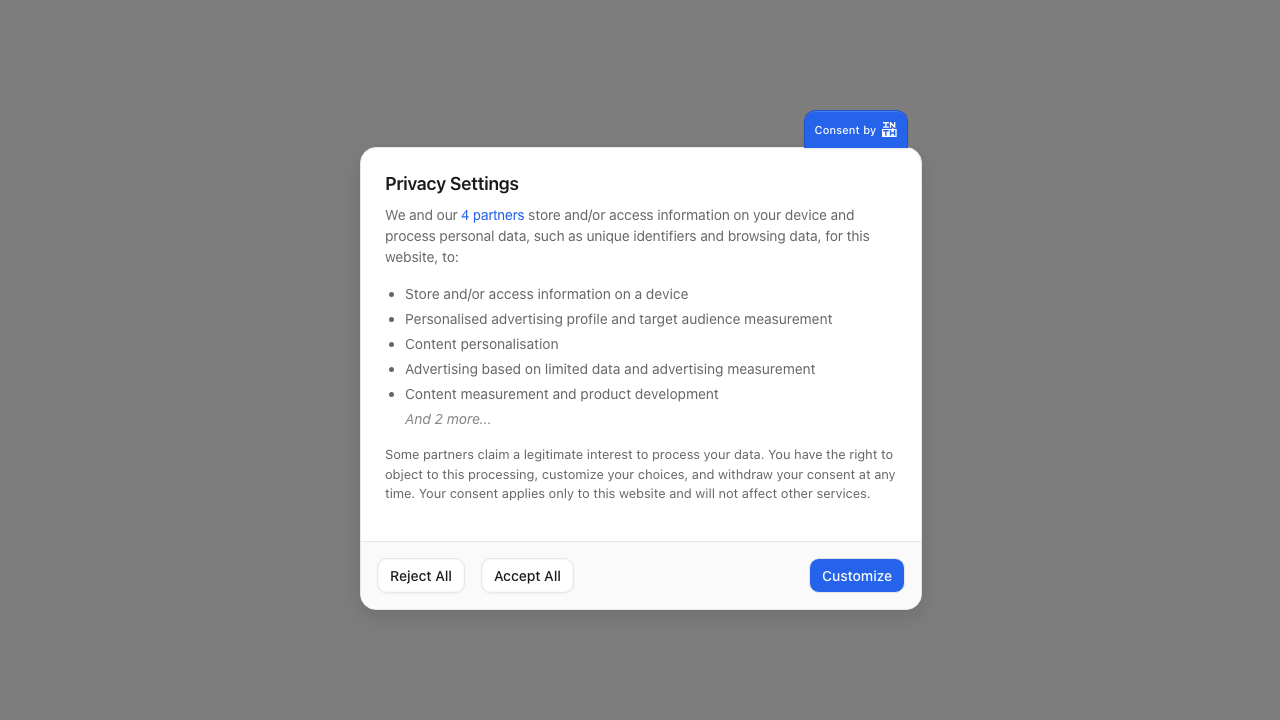 Consent by
IN
TH
Privacy Settings
We and our 4 partners store and/or access information on your device and
process personal data, such as unique identifiers and browsing data, for this
website, to:
Store and/or access information on a device
Personalised advertising profile and target audience measurement
Content personalisation
Advertising based on limited data and advertising measurement
Content measurement and product development
And 2 more...
Some partners claim a legitimate interest to process your data. You have the right to
object to this processing, customize your choices, and withdraw your consent at any
time. Your consent applies only to this website and will not affect other services.
Reject All
Accept All
Customize